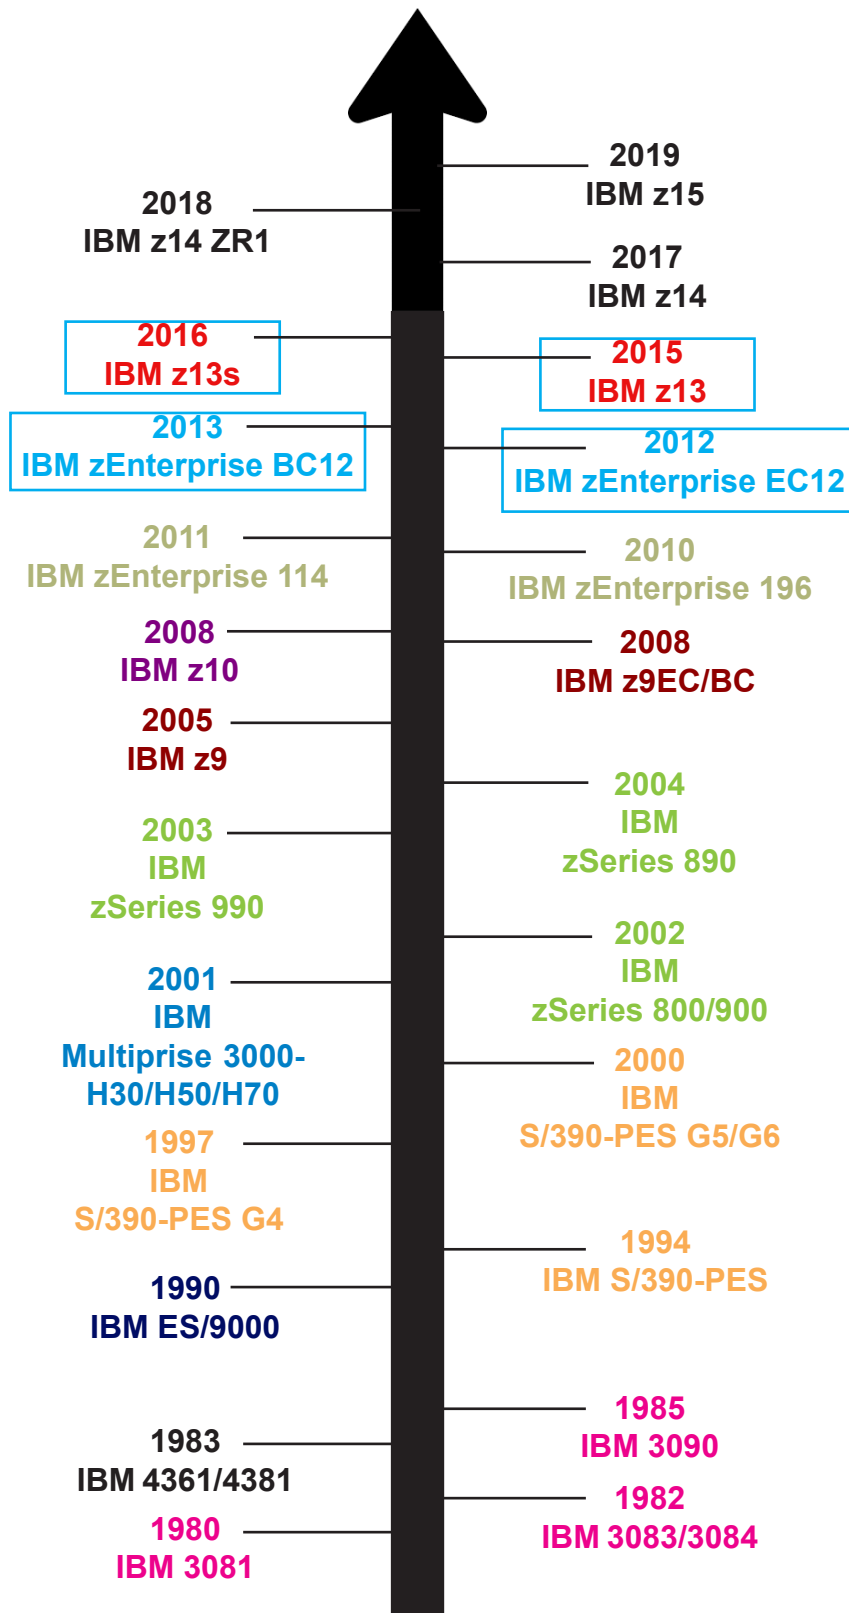 2019
IBM z15
2018
IBM z14 ZR1
2017
IBM z14
2016
IBM z13s
2015
IBM z13
2013
IBM zEnterprise BC12
2012
IBM zEnterprise EC12
2011
IBM zEnterprise 114
2010
IBM zEnterprise 196
2008
IBM z10
2008
IBM z9EC/BC
2005
IBM z9
2004
IBM
zSeries 890
2003
IBM
zSeries 990
2002
IBM
zSeries 800/900
2001
IBM
Multiprise 3000-
H30/H50/H70
2000
IBM
S/390-PES G5/G6
1997
IBM
S/390-PES G4
1994
IBM S/390-PES
1990
IBM ES/9000
1985
IBM 3090
1983
IBM 4361/4381
1982
IBM 3083/3084
1980
IBM 3081